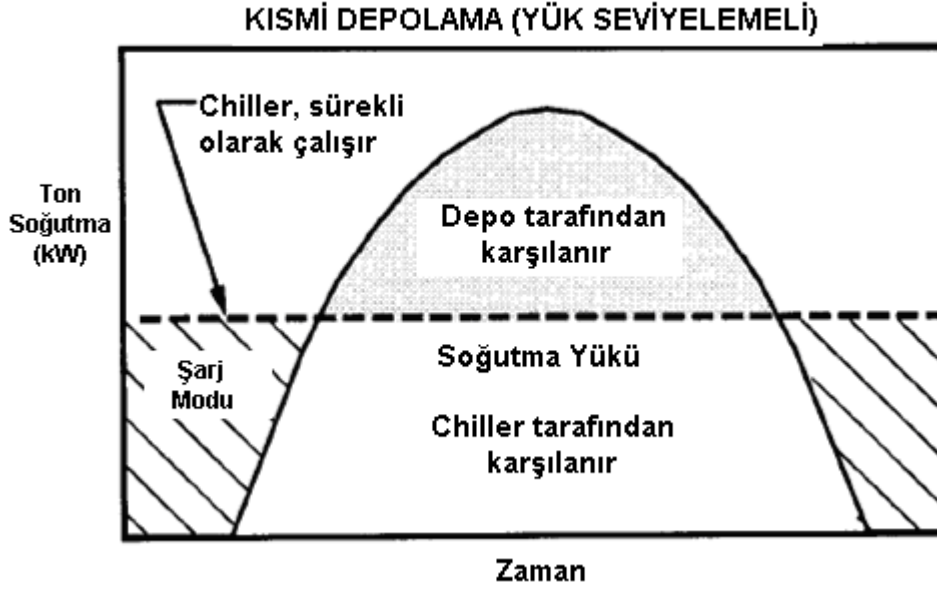 KISMİ DEPOLAMA (YÜK SEVİYELEMELİ)
Chiller, sürekli
olarak çalışır
Ton
Soğutma
(kW)
Depo tarafından
karşılanır
Soğutma Yükü
Şarj
Modu
Chiller tarafından
karşılanır
Zaman